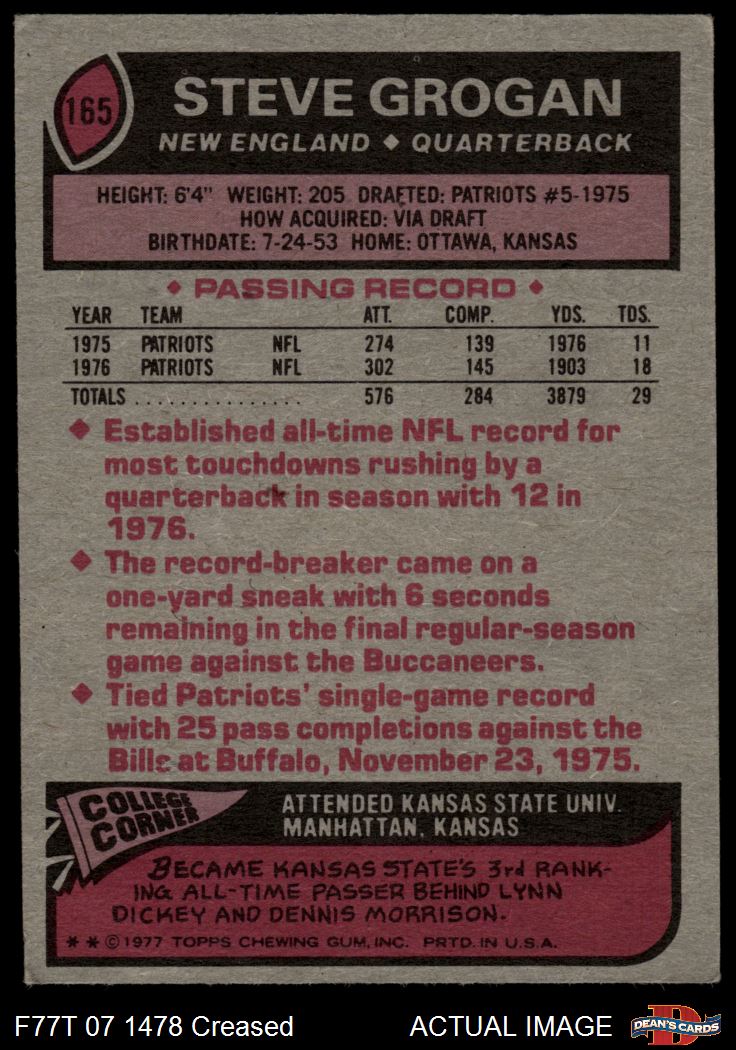 165
STEVE GROGAN
NEW ENGLAND ◆ QUARTERBACK
HEIGHT: 6'4" WEIGHT: 205 DRAFTED: PATRIOTS #5-1975
HOW ACQUIRED: VIA DRAFT
BIRTHDATE: 7-24-53 HOME: OTTAWA, KANSAS
◆ PASSING RECORD ◆
YEAR TEAM ATT. COMP. YDS. TDS.
1975 PATRIOTS NFL 274 139 1976 11
1976 PATRIOTS NFL 302 145 1903 18
TOTALS ................ 576 284 3879 29
◆ Established all-time NFL record for
most touchdowns rushing by a
quarterback in season with 12 in
1976.
◆ The record-breaker came on a
one-yard sneak with 6 seconds
remaining in the final regular-season
game against the Buccaneers.
◆ Tied Patriots' single-game record
with 25 pass completions against the
Bills at Buffalo, November 23, 1975.
COLLEGE
CORNER
ATTENDED KANSAS STATE UNIV.
MANHATTAN, KANSAS
BECAME KANSAS STATE'S 3rd RANK-
ING ALL-TIME PASSER BEHIND LYNN
DICKEY AND DENNIS MORRISON.
* * © 1977 TOPPS CHEWING GUM, INC. PRTD. IN U.S.A.
F77T 07 1478 Creased ACTUAL IMAGE
DEAN'S CARDS